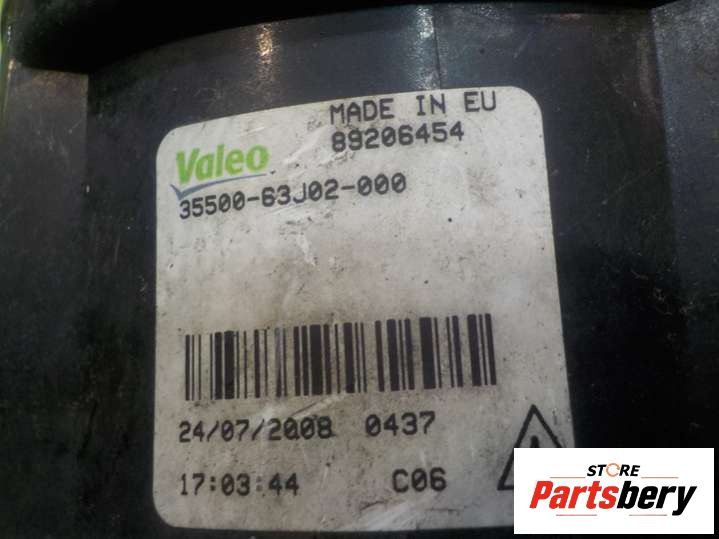 MADE IN EU
Valeo 89206454
35500-63J02-000
24/07/2008 0437
17:03:44 C06
STORE
Partsbery